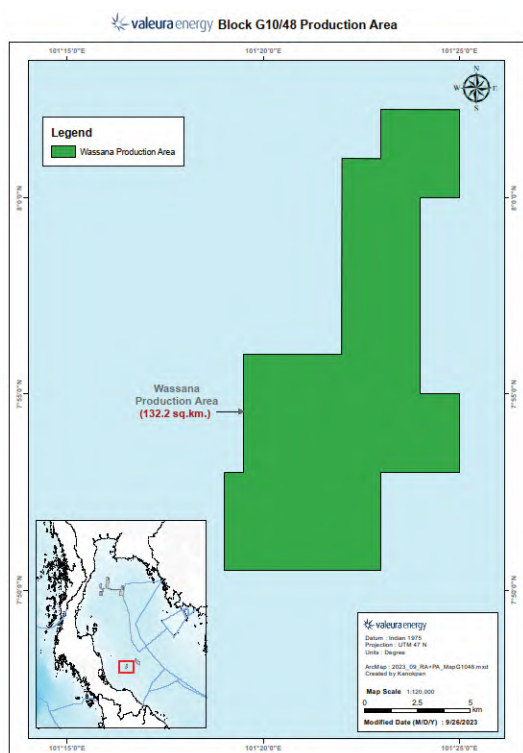 valeura energy Block G10/48 Production Area
101°15'0"E 101°20'0"E 101°25'0"E
N
W E
S
Legend
Wassana Production Area
8°0'0"N 8°0'0"N
Wassana
Production Area
(132.2 sq.km.)
7°55'0"N 7°55'0"N
7°50'0"N 7°50'0"N
valeura energy
Datum : Indian 1975
Projection : UTM 47 N
Units : Degree
ArcMap : 2023_09_RA+PA_MapG1048.mxd
Created by Kanokpan
Map Scale 1:120,000
0 1.25 2.5 5
km
Modified Date (M/D/Y) : 9/26/2023
101°15'0"E 101°20'0"E 101°25'0"E